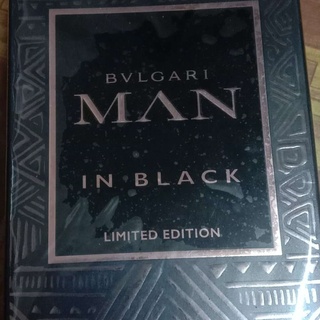 BVLGARI
MAN
IN BLACK
LIMITED EDITION